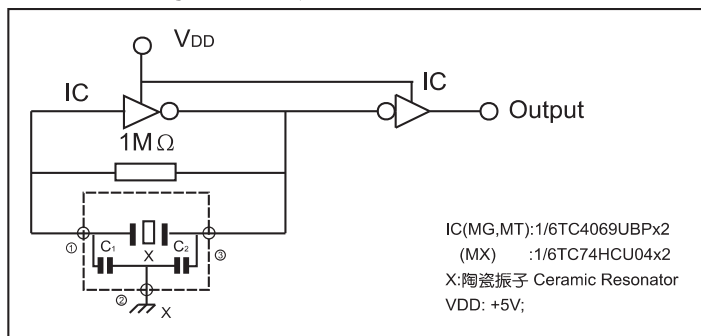 VDD
IC
IC
Output
1MΩ
C1
C2
X
①
③
②
X
IC(MG,MT):1/6TC4069UBPx2
(MX) :1/6TC74HCU04x2
X:陶瓷振子 Ceramic Resonator
VDD: +5V;